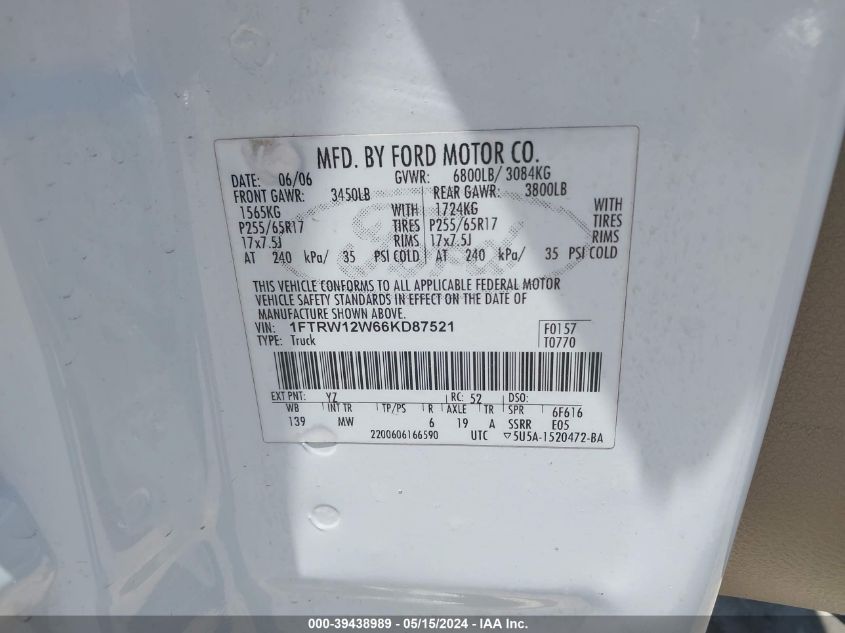 MFD. BY FORD MOTOR CO.
DATE: 06/06 GVWR: 6800LB/ 3084KG
FRONT GAWR: 3450LB REAR GAWR: 3800LB
1565KG WITH 1724KG WITH
P255/65R17 TIRES P255/65R17 TIRES
17x7.5J RIMS 17x7.5J RIMS
AT 240 kPa/ 35 PSI COLD AT 240 kPa/ 35 PSI COLD
THIS VEHICLE CONFORMS TO ALL APPLICABLE FEDERAL MOTOR
VEHICLE SAFETY STANDARDS IN EFFECT ON THE DATE OF
MANUFACTURE SHOWN ABOVE.
VIN: 1FTRW12W66KD87521 F0157
TYPE: Truck T0770
EXT PNT: YZ RC: 52 DSO:
WB INT TR TP/PS R AXLE TR SPR 6F616
139 MW 6 19 A SSRR E05
2200606166590 UTC ▽5U5A-1520472-BA
000-39438989 - 05/15/2024 - IAA Inc.